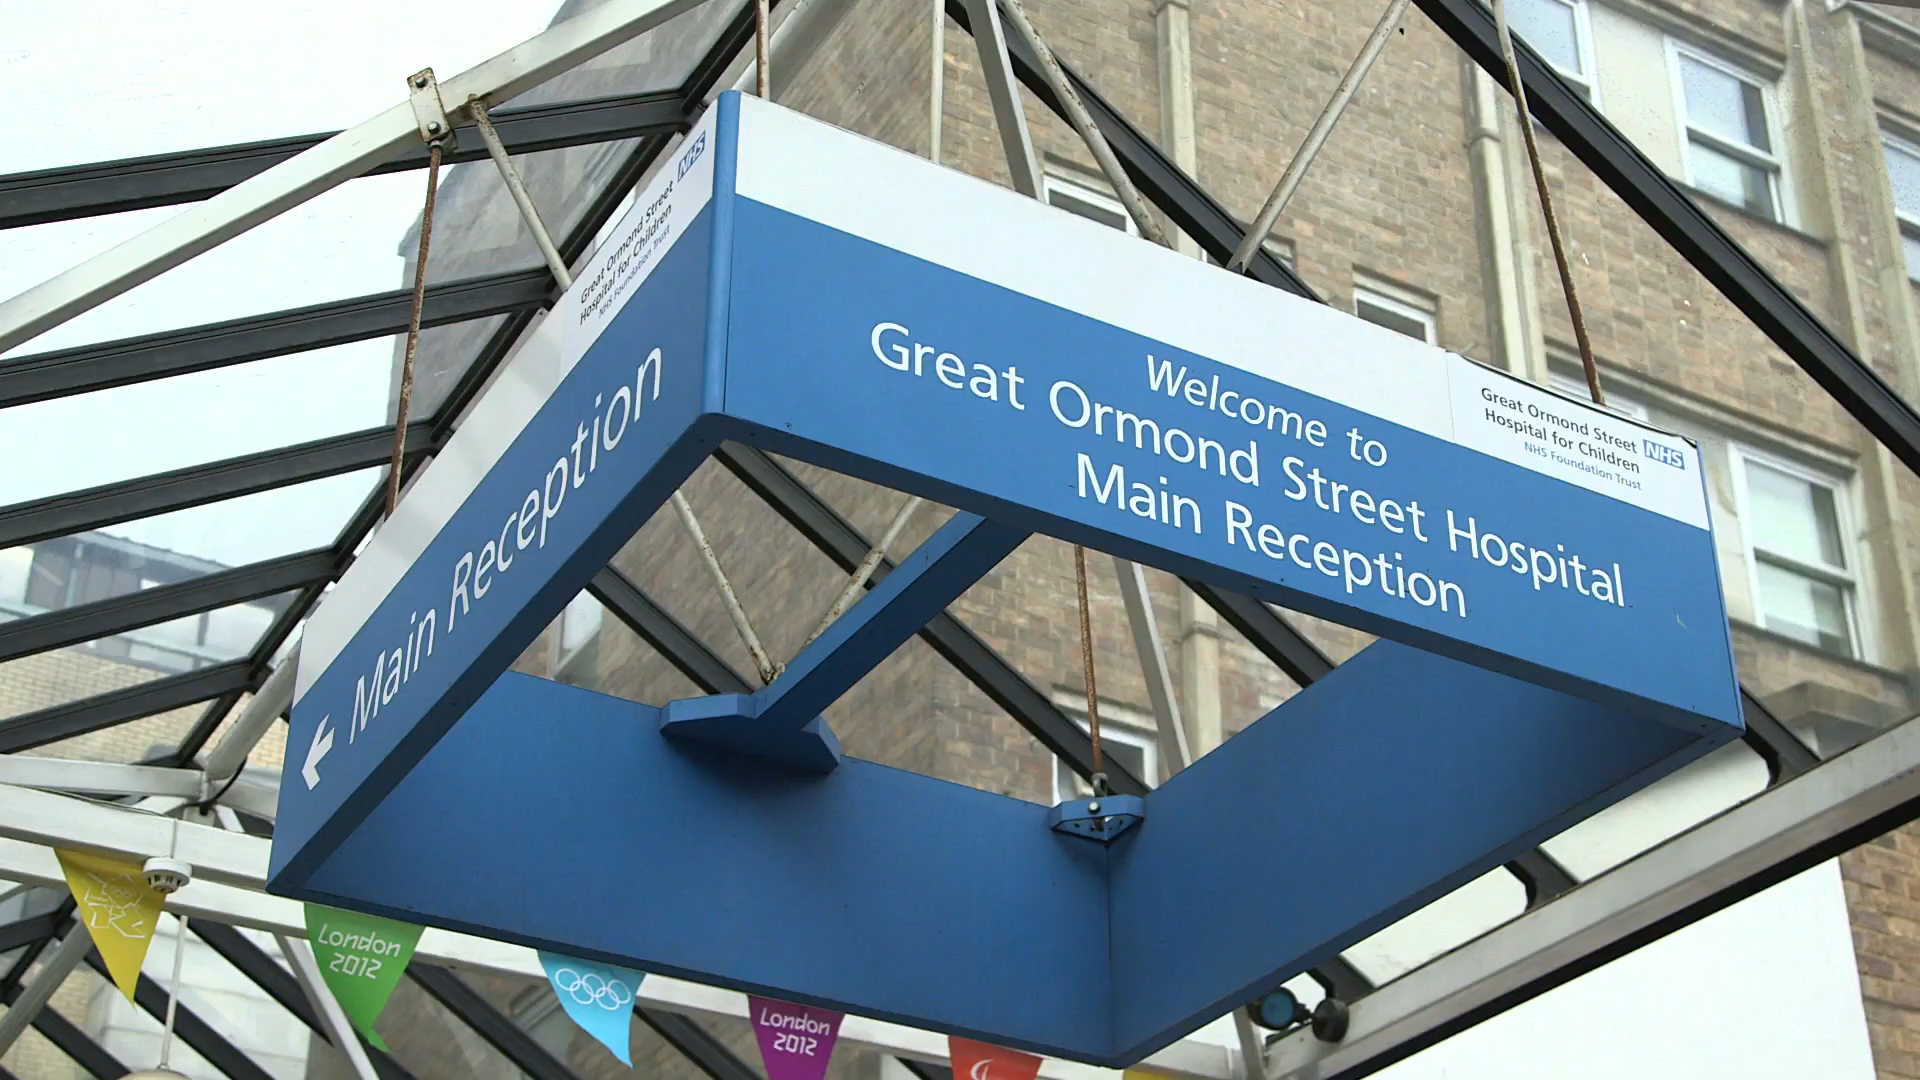 Great Ormond Street
Hospital for Children
NHS Foundation Trust
NHS
Main Reception
Welcome to
Great Ormond Street Hospital
Main Reception
Great Ormond Street
Hospital for Children
NHS Foundation Trust
NHS
London
2012
London
2012